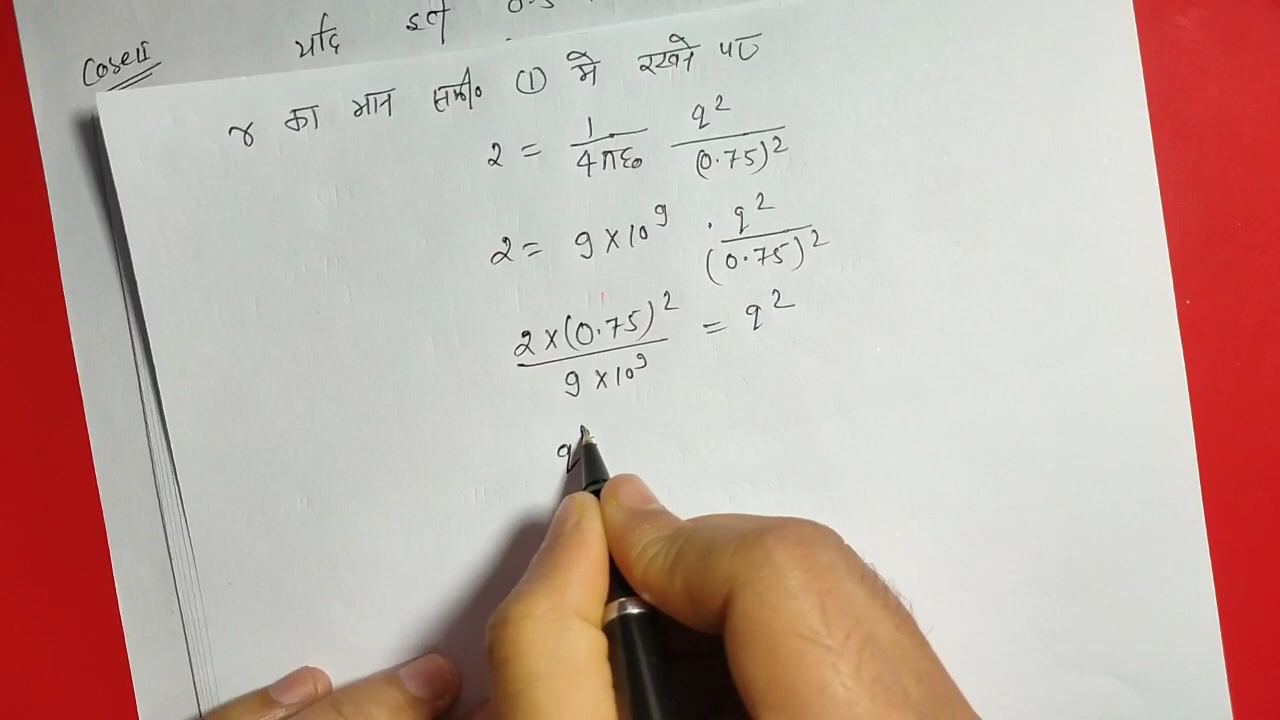 Case II यदि
r का मान समी० ① मे रखने पर
2 = 1/4πε₀ q²/(0.75)²
2 = 9×10⁹ . q²/(0.75)²
2×(0.75)²/9×10⁹ = q²
q